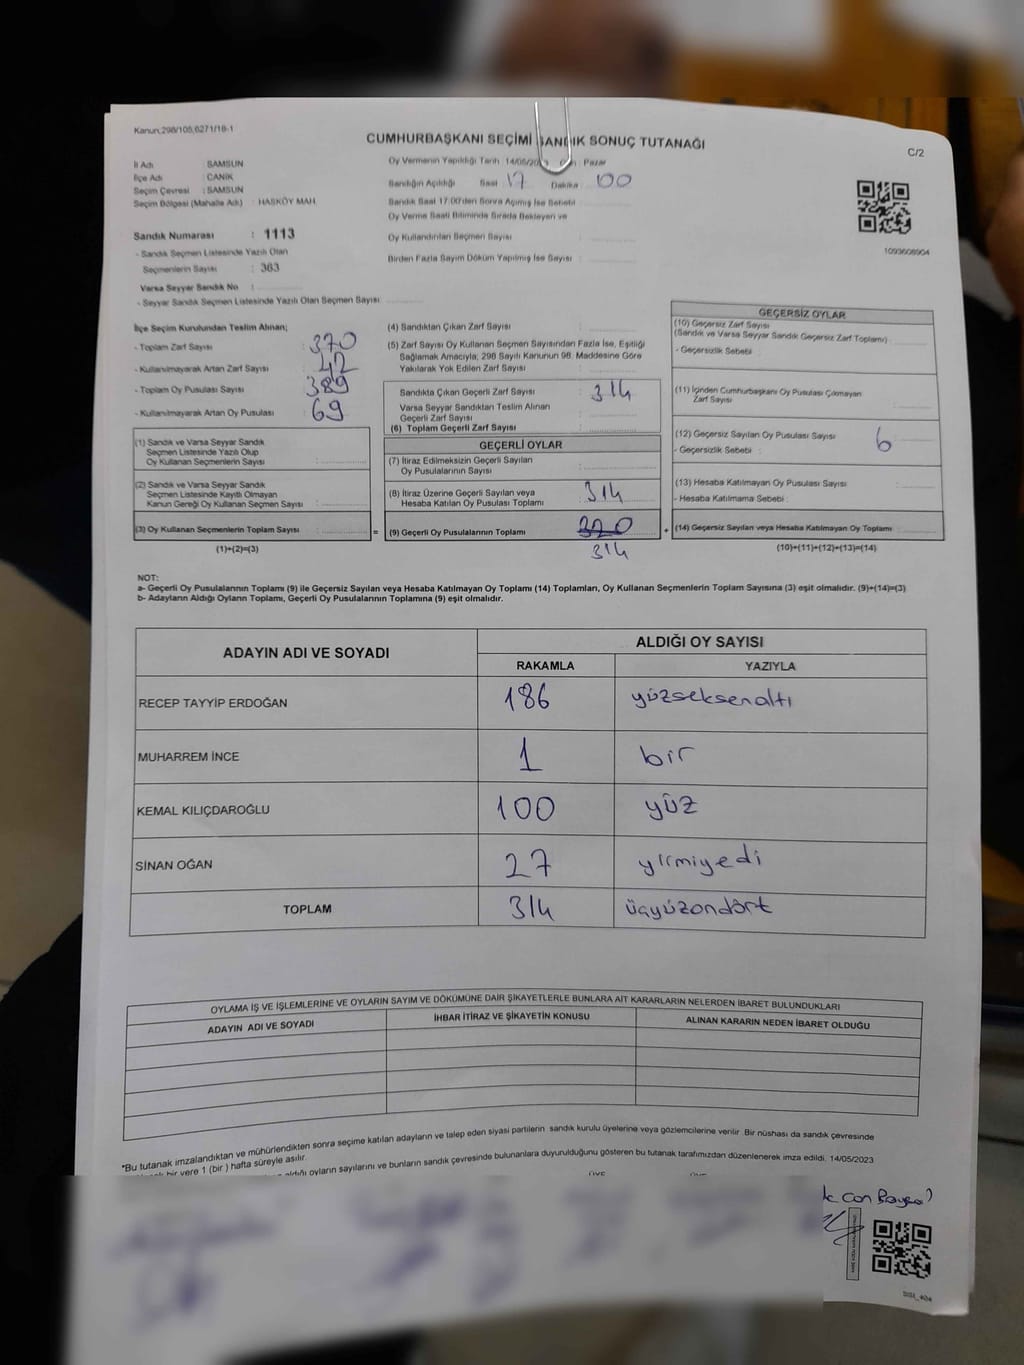 Kanun,298/105,6271/18-1
CUMHURBAŞKANI SEÇİMİ SANDIK SONUÇ TUTANAĞI
C/2
İl Adı : SAMSUN
İlçe Adı : CANİK
Seçim Çevresi : SAMSUN
Seçim Bölgesi (Mahalle Adı) : HASKÖY MAH.
Oy Vermenin Yapıldığı Tarih 14/05/20 : Pazar
Sandığın Açıldığı Saat 17 Dakika 00
Sandık Saat 17:00'den Sonra Açılmış İse Sebebi :
Oy Verme Saati Bitiminde Sırada Bekleyen ve
Oy Kullandırılan Seçmen Sayısı :
Birden Fazla Sayım Döküm Yapılmış İse Sayısı :
1093608904
Sandık Numarası : 1113
- Sandık Seçmen Listesinde Yazılı Olan
Seçmenlerin Sayısı : 363
Varsa Seyyar Sandık No :
- Seyyar Sandık Seçmen Listesinde Yazılı Olan Seçmen Sayısı
İlçe Seçim Kurulundan Teslim Alınan;
- Toplam Zarf Sayısı : 370
- Kullanılmayarak Artan Zarf Sayısı : 42
- Toplam Oy Pusulası Sayısı : 389
- Kullanılmayarak Artan Oy Pusulası : 69
(1) Sandık ve Varsa Seyyar Sandık
Seçmen Listesinde Yazılı Olup
Oy Kullanan Seçmenlerin Sayısı :
(2) Sandık ve Varsa Seyyar Sandık
Seçmen Listesinde Kayıtlı Olmayan
Kanun Gereği Oy Kullanan Seçmen Sayısı :
(3) Oy Kullanan Seçmenlerin Toplam Sayısı : =
(1)+(2)=(3)
(4) Sandıktan Çıkan Zarf Sayısı :
(5) Zarf Sayısı Oy Kullanan Seçmen Sayısından Fazla İse, Eşitliği
Sağlamak Amacıyla, 298 Sayılı Kanunun 98. Maddesine Göre
Yakılarak Yok Edilen Zarf Sayısı :
Sandıkta Çıkan Geçerli Zarf Sayısı : 314
Varsa Seyyar Sandıktan Teslim Alınan
Geçerli Zarf Sayısı :
(6) Toplam Geçerli Zarf Sayısı :
GEÇERLİ OYLAR
(7) İtiraz Edilmeksizin Geçerli Sayılan
Oy Pusulalarının Sayısı :
(8) İtiraz Üzerine Geçerli Sayılan veya
Hesaba Katılan Oy Pusulası Toplamı : 314
(9) Geçerli Oy Pusulalarının Toplamı 320 +
314
GEÇERSİZ OYLAR
(10) Geçersiz Zarf Sayısı
(Sandık ve Varsa Seyyar Sandık Geçersiz Zarf Toplamı) :
- Geçersizlik Sebebi :
(11) İçinden Cumhurbaşkanı Oy Pusulası Çıkmayan
Zarf Sayısı :
(12) Geçersiz Sayılan Oy Pusulası Sayısı : 6
- Geçersizlik Sebebi :
(13) Hesaba Katılmayan Oy Pusulası Sayısı :
- Hesaba Katılmama Sebebi :
(14) Geçersiz Sayılan veya Hesaba Katılmayan Oy Toplamı :
(10)+(11)+(12)+(13)=(14)
NOT:
a- Geçerli Oy Pusulalarının Toplamı (9) ile Geçersiz Sayılan veya Hesaba Katılmayan Oy Toplamı (14) Toplamları, Oy Kullanan Seçmenlerin Toplam Sayısına (3) eşit olmalıdır. (9)+(14)=(3)
b- Adayların Aldığı Oyların Toplamı, Geçerli Oy Pusulalarının Toplamına (9) eşit olmalıdır.
ADAYIN ADI VE SOYADI
ALDIĞI OY SAYISI
RAKAMLA YAZIYLA
RECEP TAYYİP ERDOĞAN 186 yüzseksenaltı
MUHARREM İNCE 1 bir
KEMAL KILIÇDAROĞLU 100 yüz
SİNAN OĞAN 27 yirmiyedi
TOPLAM 314 üçyüzondört
OYLAMA İŞ VE İŞLEMLERİNE VE OYLARIN SAYIM VE DÖKÜMÜNE DAİR ŞİKAYETLERLE BUNLARA AİT KARARLARIN NELERDEN İBARET BULUNDUKLARI
ADAYIN ADI VE SOYADI İHBAR İTİRAZ VE ŞİKAYETİN KONUSU ALINAN KARARIN NEDEN İBARET OLDUĞU
*Bu tutanak imzalandıktan ve mühürlendikten sonra seçime katılan adayların ve talep eden siyasi partilerin sandık kurulu üyelerine veya gözlemcilerine verilir. Bir nüshası da sandık çevresinde
bir yere 1 (bir ) hafta süreyle asılır.
aldığı oyların sayılarını ve bunların sandık çevresinde bulunanlara duyurulduğunu gösteren bu tutanak tarafımızdan düzenlenerek imza edildi. 14/05/2023
ÜYE
Can